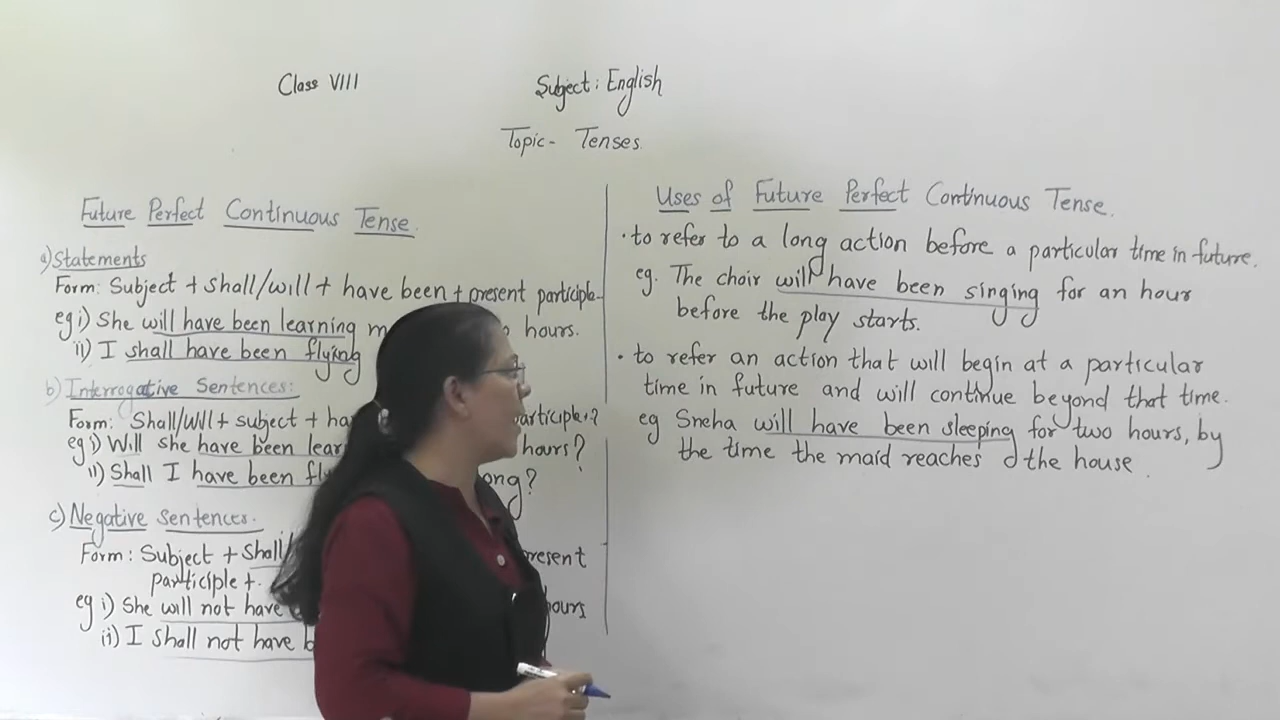 Class VIII
Subject: English
Topic- Tenses
Future Perfect Continuous Tense.
a) Statements
Form: Subject + Shall/will + have been + present participle
eg i) She will have been learning hours.
ii) I shall have been flying
b) Interrogative Sentences:
Form: Shall/Will + subject + participle+?
eg i) Will she have been hours?
ii) Shall I have been
c) Negative Sentences.
Form: Subject + Shall/
participle +
eg i) She will not have hours
ii) I shall not have
Uses of Future Perfect Continuous Tense.
• to refer to a long action before a particular time in future.
eg. The choir will have been singing for an hour
before the play starts.
• to refer an action that will begin at a particular
time in future and will continue beyond that time.
eg Sneha will have been sleeping for two hours, by
the time the maid reaches the house.